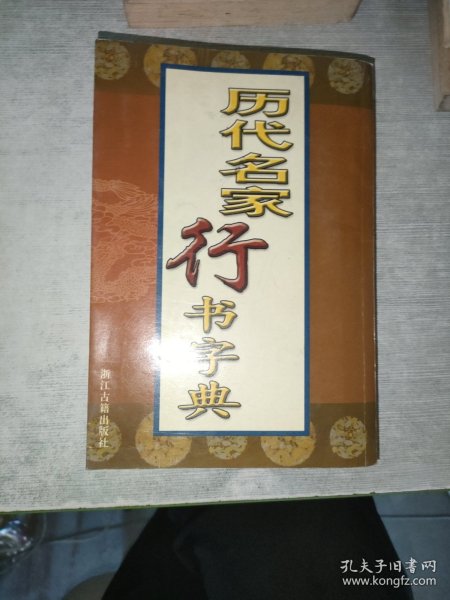 历代名家
行
书字典
浙江古籍出版社
孔夫子旧书网
www.kongfz.com